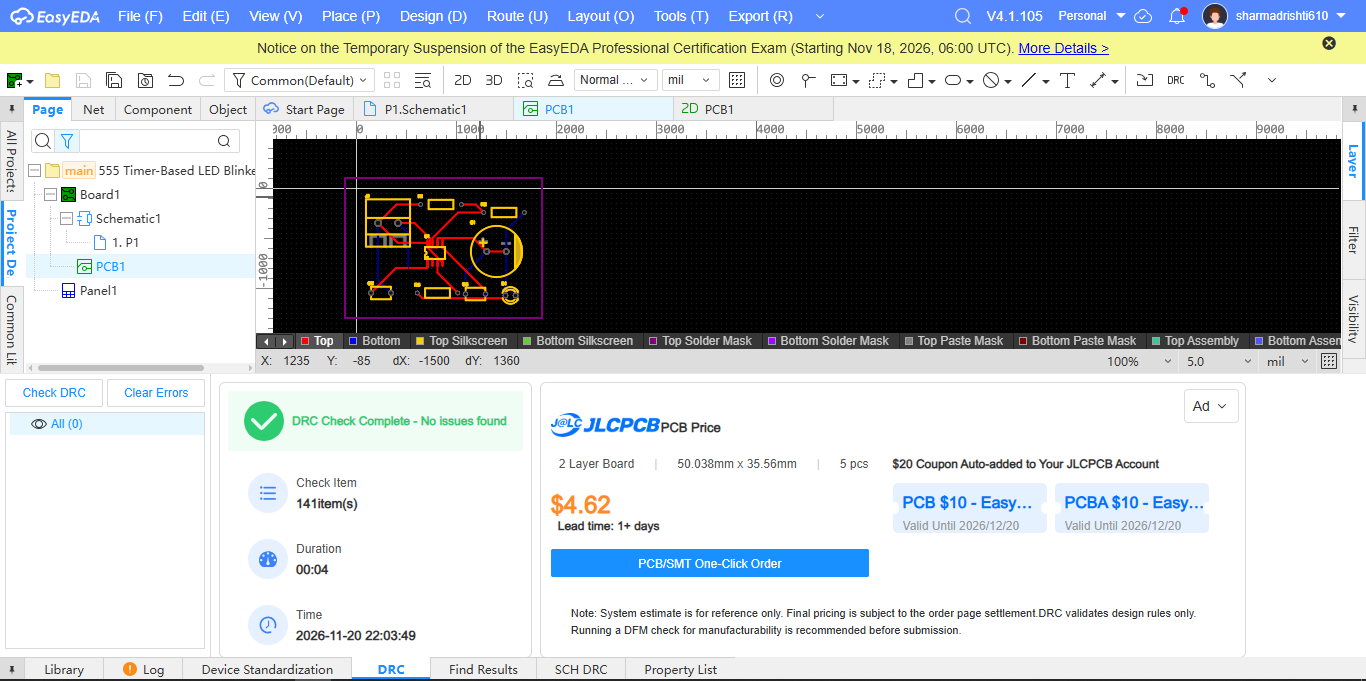 EasyEDA File (F) Edit (E) View (V) Place (P) Design (D) Route (U) Layout (O) Tools (T) Export (R) V4.1.105 Personal sharmadrishti610
Notice on the Temporary Suspension of the EasyEDA Professional Certification Exam (Starting Nov 18, 2026, 06:00 UTC). More Details >
Common(Default) 2D 3D Normal ... mil DRC
Page Net Component Object Start Page P1.Schematic1 PCB1 2D PCB1
0 1000 2000 3000 4000 5000 6000 7000 8000 9000
All Projects
Project De
Common Lit
main 555 Timer-Based LED Blinke
Board1
Schematic1
1. P1
PCB1
Panel1
0
-1000
Layer
Filter
Visibility
Top Bottom Top Silkscreen Bottom Silkscreen Top Solder Mask Bottom Solder Mask Top Paste Mask Bottom Paste Mask Top Assembly Bottom Assem
X: 1235 Y: -85 dX: -1500 dY: 1360 100% 5.0 mil
Check DRC Clear Errors
All (0)
DRC Check Complete - No issues found
Check Item
141item(s)
Duration
00:04
Time
2026-11-20 22:03:49
Ad
J@LC JLCPCB PCB Price
2 Layer Board | 50.038mm x 35.56mm | 5 pcs
$4.62
Lead time: 1+ days
PCB/SMT One-Click Order
$20 Coupon Auto-added to Your JLCPCB Account
PCB $10 - Easy...
Valid Until 2026/12/20
PCBA $10 - Easy...
Valid Until 2026/12/20
Note: System estimate is for reference only. Final pricing is subject to the order page settlement.DRC validates design rules only.
Running a DFM check for manufacturability is recommended before submission.
Library Log Device Standardization DRC Find Results SCH DRC Property List